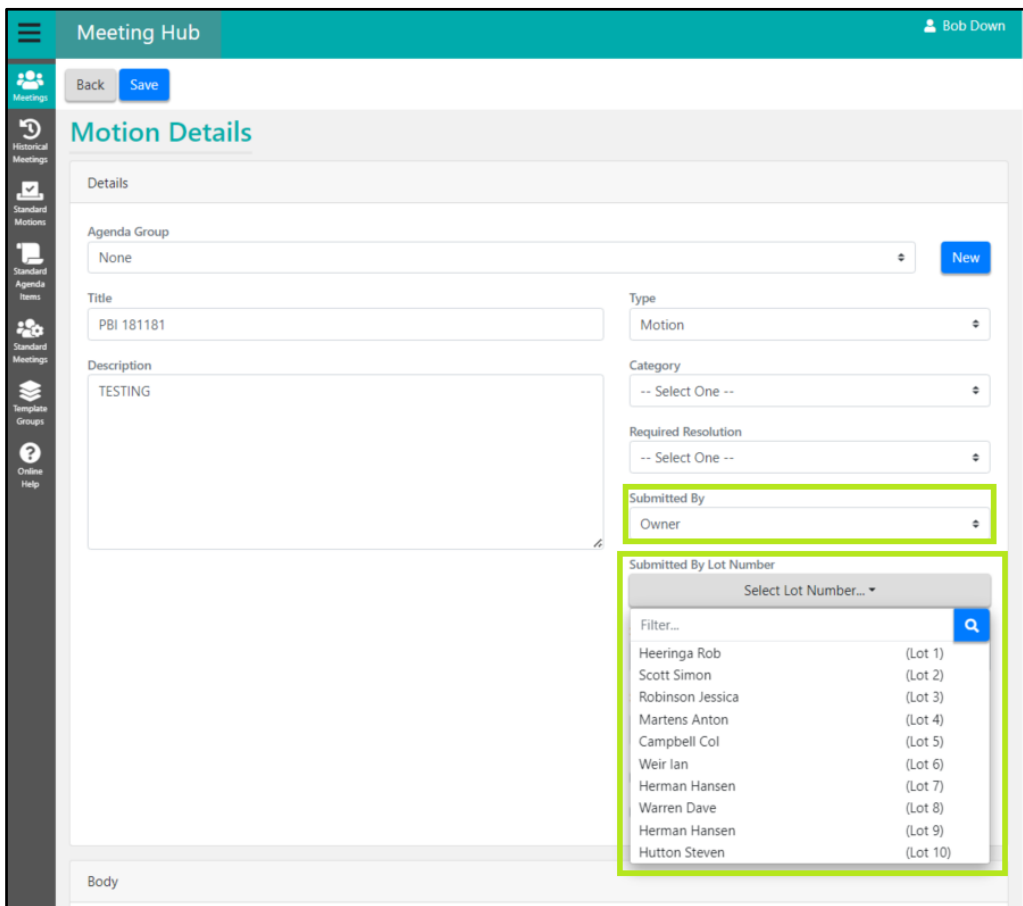 Meeting Hub
Bob Down
Meetings
Historical
Meetings
Standard
Motions
Standard
Agenda
Items
Standard
Meetings
Template
Groups
Online
Help
Back
Save
Motion Details
Details
Agenda Group
None
New
Title
PBI 181181
Type
Motion
Description
TESTING
Category
-- Select One --
Required Resolution
-- Select One --
Submitted By
Owner
Submitted By Lot Number
Select Lot Number...
Filter...
Heeringa Rob (Lot 1)
Scott Simon (Lot 2)
Robinson Jessica (Lot 3)
Martens Anton (Lot 4)
Campbell Col (Lot 5)
Weir Ian (Lot 6)
Herman Hansen (Lot 7)
Warren Dave (Lot 8)
Herman Hansen (Lot 9)
Hutton Steven (Lot 10)
Body